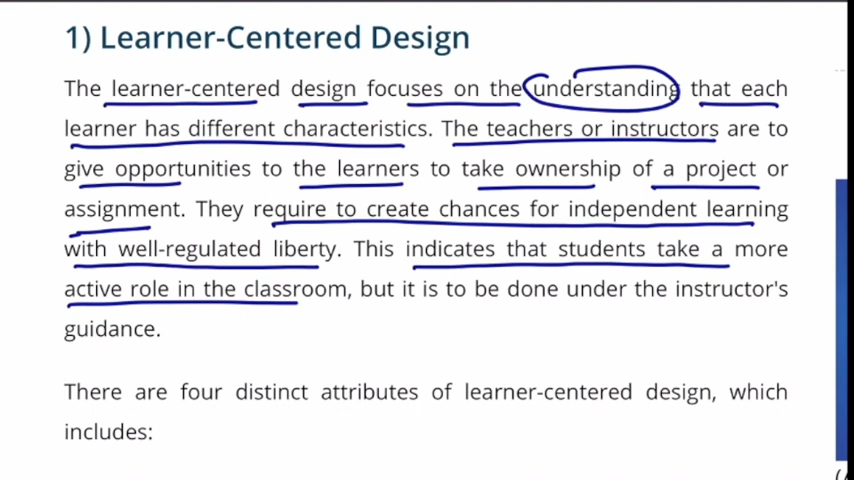 1) Learner-Centered Design
The learner-centered design focuses on the understanding that each
learner has different characteristics. The teachers or instructors are to
give opportunities to the learners to take ownership of a project or
assignment. They require to create chances for independent learning
with well-regulated liberty. This indicates that students take a more
active role in the classroom, but it is to be done under the instructor's
guidance.
There are four distinct attributes of learner-centered design, which
includes: